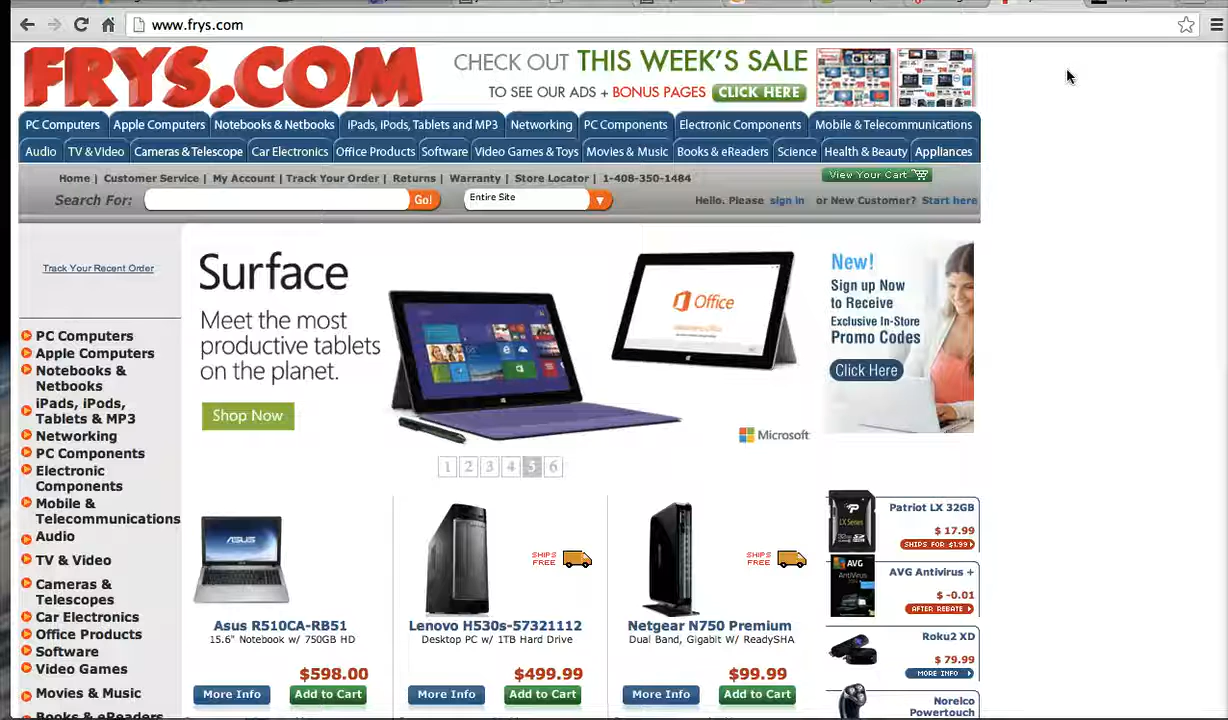 www.frys.com
FRYS.COM
CHECK OUT THIS WEEK'S SALE
TO SEE OUR ADS + BONUS PAGES CLICK HERE
PC Computers Apple Computers Notebooks & Netbooks iPads, iPods, Tablets and MP3 Networking PC Components Electronic Components Mobile & Telecommunications
Audio TV & Video Cameras & Telescope Car Electronics Office Products Software Video Games & Toys Movies & Music Books & eReaders Science Health & Beauty Appliances
Home | Customer Service | My Account | Track Your Order | Returns | Warranty | Store Locator | 1-408-350-1484 View Your Cart
Search For: Go! Entire Site Hello. Please sign in or New Customer? Start here
Track Your Recent Order
PC Computers
Apple Computers
Notebooks &
Netbooks
iPads, iPods,
Tablets & MP3
Networking
PC Components
Electronic
Components
Mobile &
Telecommunications
Audio
TV & Video
Cameras &
Telescopes
Car Electronics
Office Products
Software
Video Games
Movies & Music
Books & eReaders
Surface
Meet the most
productive tablets
on the planet.
Shop Now
Office
Microsoft
1 2 3 4 5 6
New!
Sign up Now
to Receive
Exclusive In-Store
Promo Codes
Click Here
ASUS
Asus R510CA-RB51
15.6" Notebook w/ 750GB HD
$598.00
More Info Add to Cart
SHIPS
FREE
Lenovo H530s-57321112
Desktop PC w/ 1TB Hard Drive
$499.99
More Info Add to Cart
SHIPS
FREE
Netgear N750 Premium
Dual Band, Gigabit W/ ReadySHA
$99.99
More Info Add to Cart
Patriot LX 32GB
$ 17.99
SHIPS FOR $1.99
AVG Antivirus +
$ -0.01
AFTER REBATE
Roku2 XD
$ 79.99
MORE INFO
Norelco
Powertouch